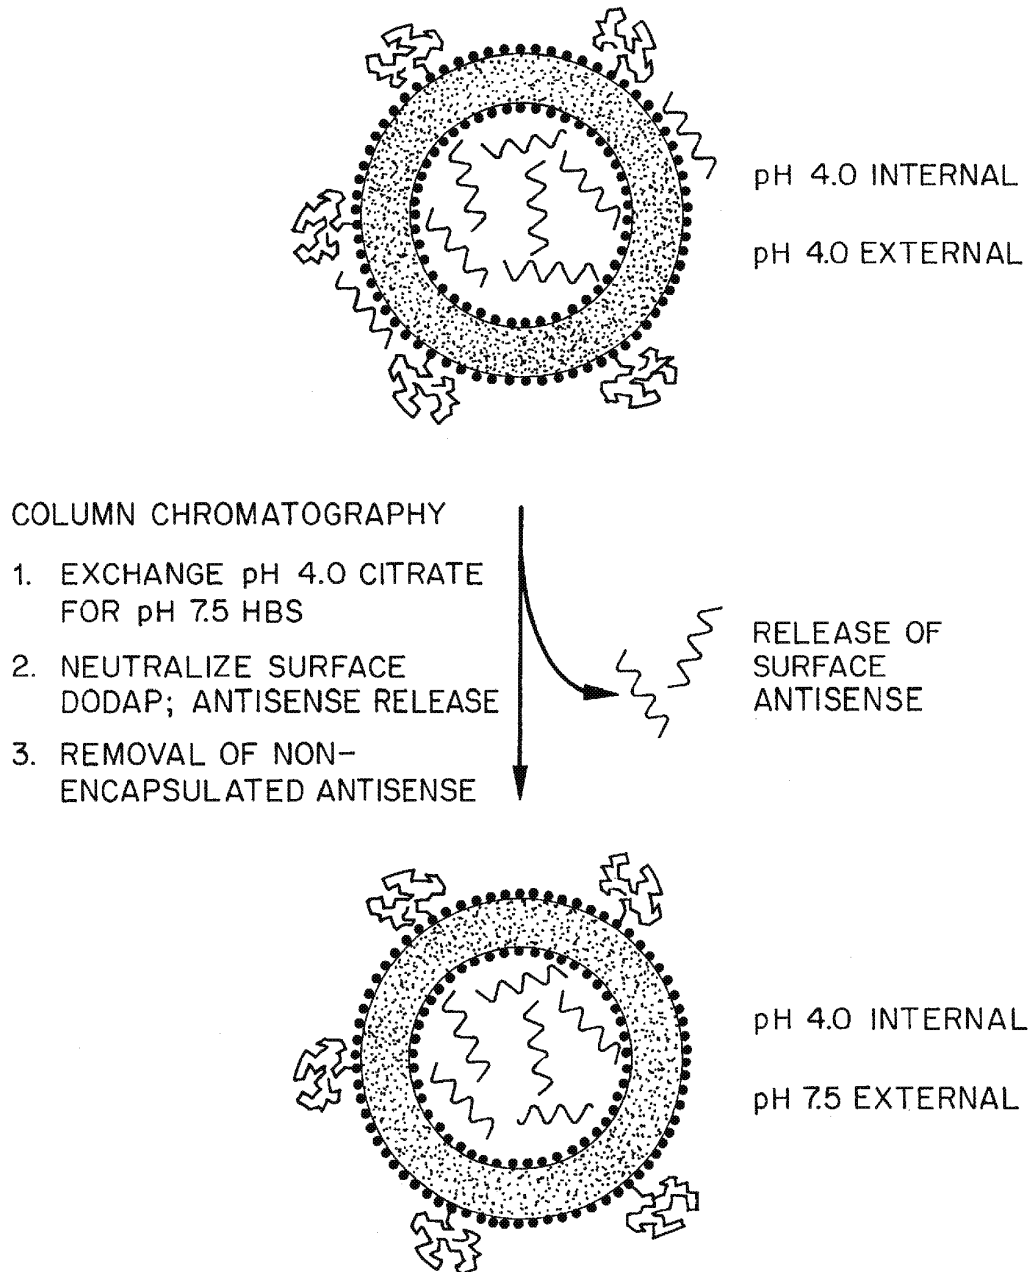 pH 4.0 INTERNAL
pH 4.0 EXTERNAL
COLUMN CHROMATOGRAPHY
1. EXCHANGE pH 4.0 CITRATE
FOR pH 7.5 HBS
2. NEUTRALIZE SURFACE
DODAP; ANTISENSE RELEASE
3. REMOVAL OF NON-
ENCAPSULATED ANTISENSE
RELEASE OF
SURFACE
ANTISENSE
pH 4.0 INTERNAL
pH 7.5 EXTERNAL